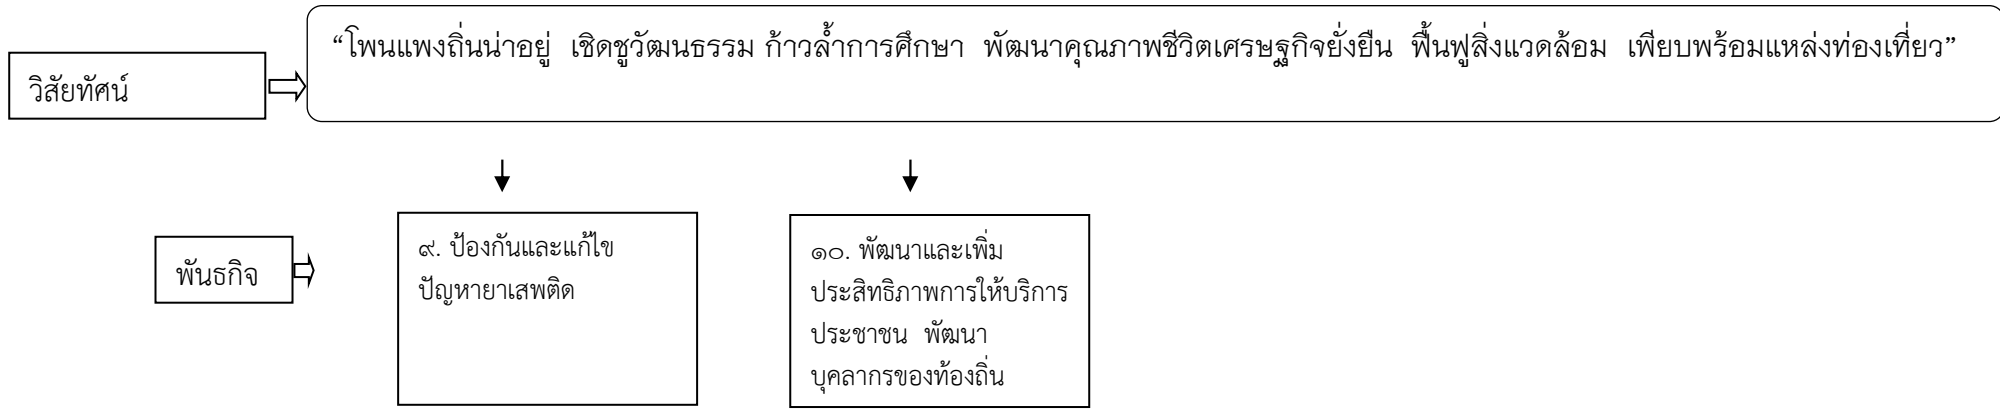 “โพนแพงถิ่นน่าอยู่  เชิดชูวัฒนธรรม ก้าวล้ำการศึกษา  พัฒนาคุณภาพชีวิตเศรษฐกิจยั่งยืน  ฟื้นฟูสิ่งแวดล้อม  เพียบพร้อมแหล่งท่องเที่ยว”
วิสัยทัศน์
พันธกิจ
๙. ป้องกันและแก้ไข
ปัญหายาเสพติด
๑๐. พัฒนาและเพิ่ม
ประสิทธิภาพการให้บริการ
ประชาชน  พัฒนา
บุคลากรของท้องถิ่น